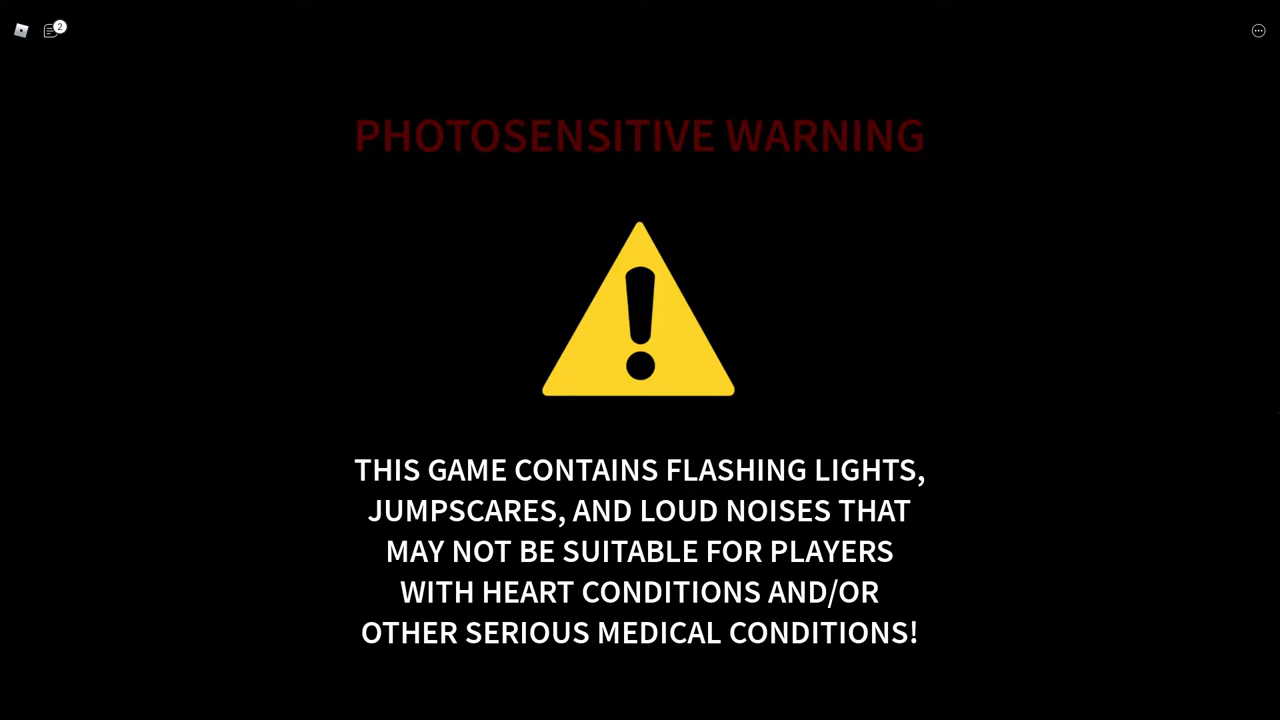 2
PHOTOSENSITIVE WARNING
THIS GAME CONTAINS FLASHING LIGHTS,
JUMPSCARES, AND LOUD NOISES THAT
MAY NOT BE SUITABLE FOR PLAYERS
WITH HEART CONDITIONS AND/OR
OTHER SERIOUS MEDICAL CONDITIONS!